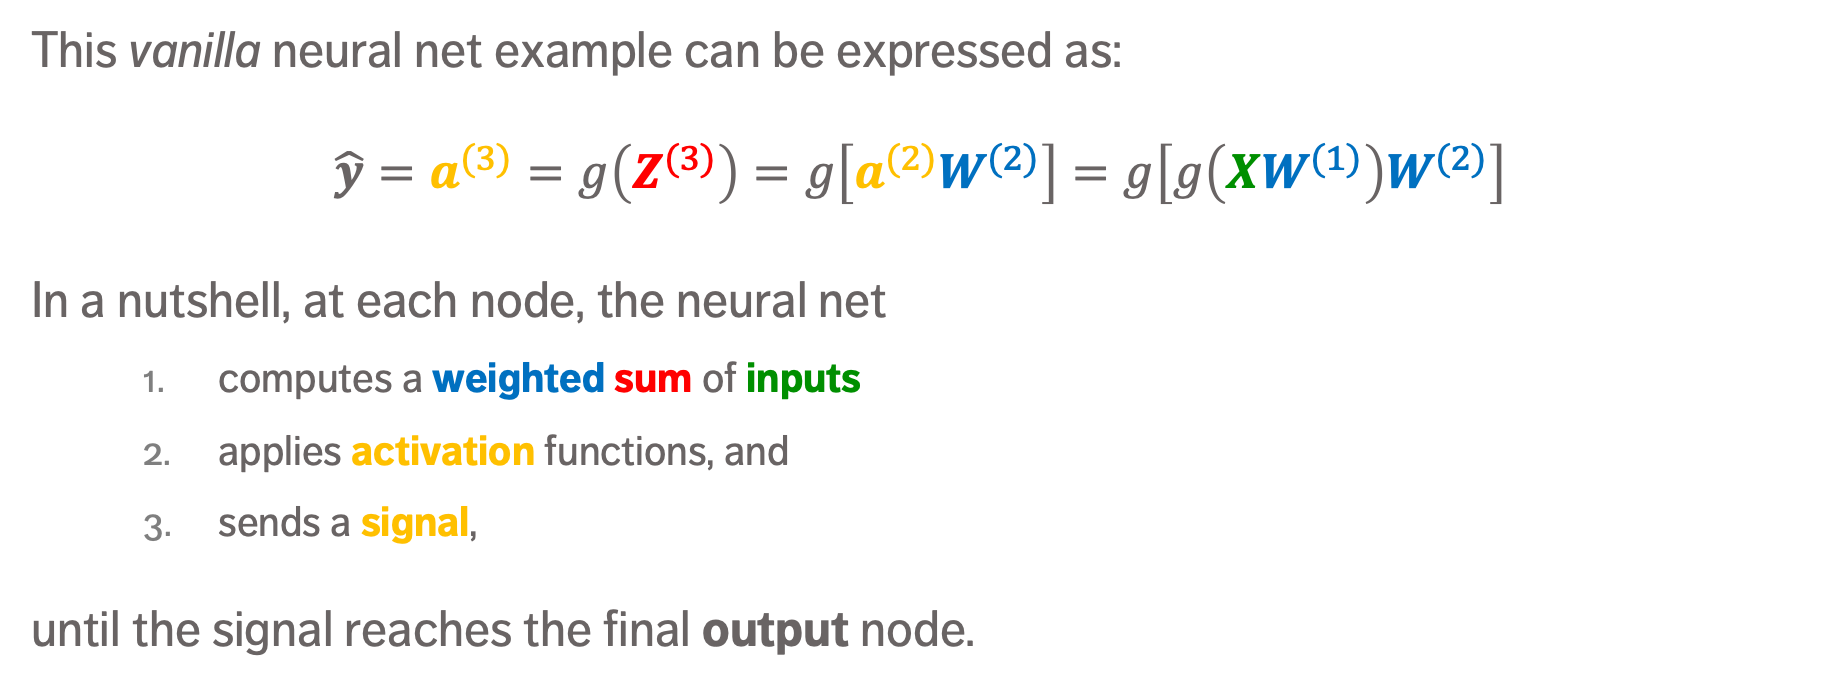 This vanilla neural net example can be expressed as:
ŷ = a⁽³⁾ = g(Z⁽³⁾) = g[a⁽²⁾W⁽²⁾] = g[g(XW⁽¹⁾)W⁽²⁾]
In a nutshell, at each node, the neural net
1. computes a weighted sum of inputs
2. applies activation functions, and
3. sends a signal,
until the signal reaches the final output node.